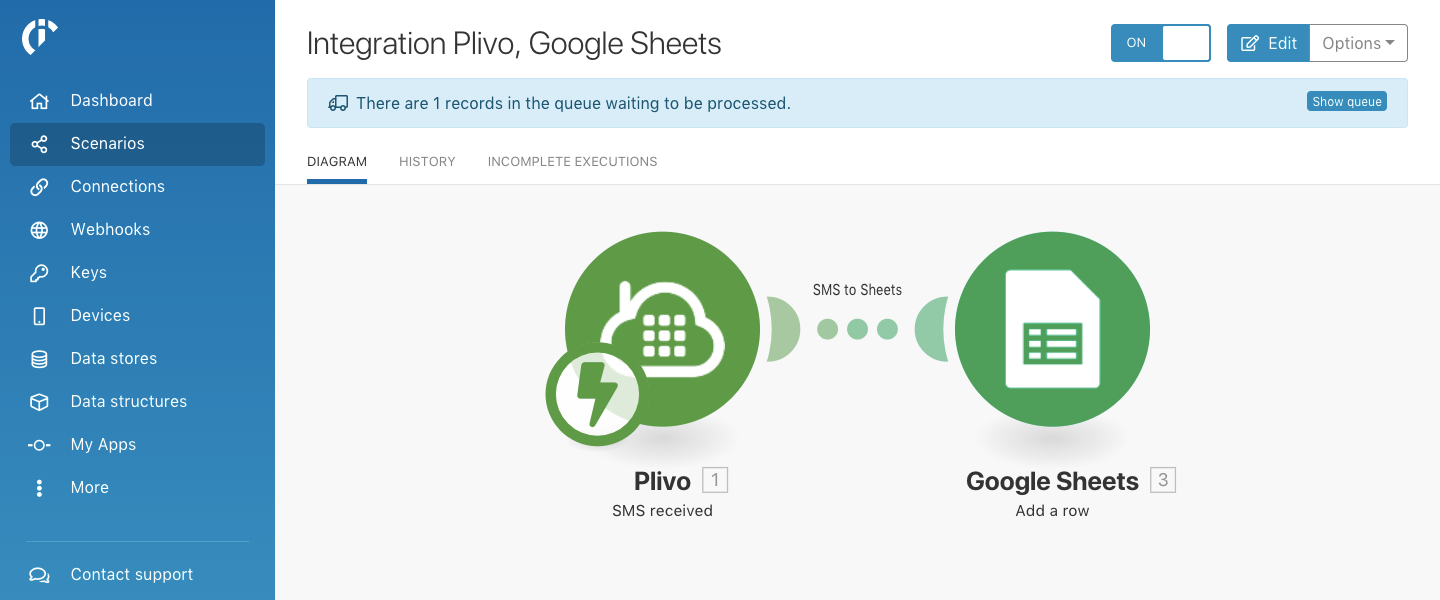 Integration Plivo, Google Sheets
ON
Edit
Options
There are 1 records in the queue waiting to be processed.
Show queue
DIAGRAM
HISTORY
INCOMPLETE EXECUTIONS
Dashboard
Scenarios
Connections
Webhooks
Keys
Devices
Data stores
Data structures
My Apps
More
Contact support
SMS to Sheets
Plivo 1
SMS received
Google Sheets 3
Add a row